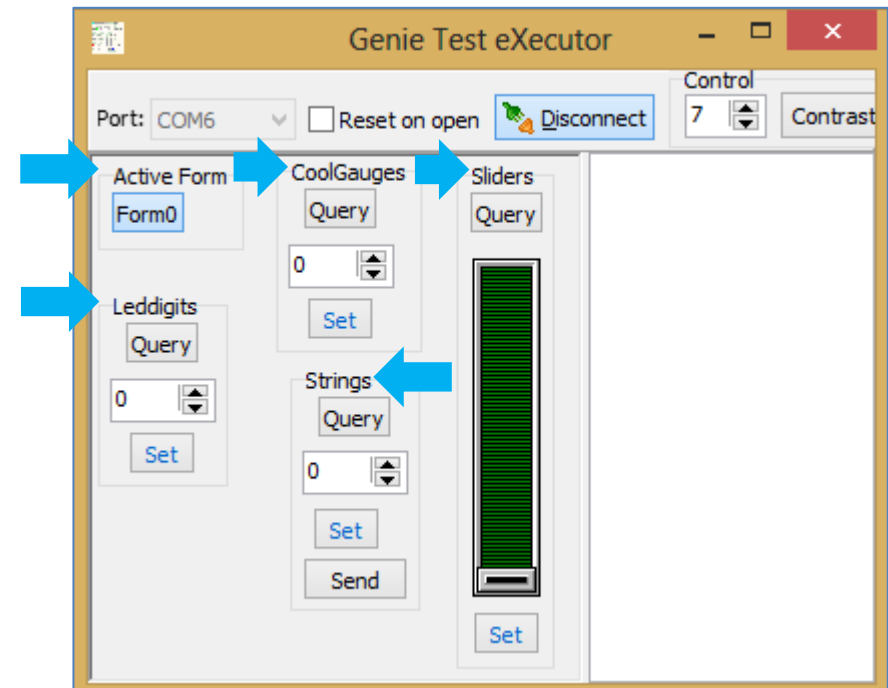 Genie Test eXecutor
Control
Port: COM6 Reset on open Disconnect 7 Contrast
Active Form CoolGauges Sliders
Form0 Query Query
0
Leddigits Set
Query
Strings
0 Query
Set 0
Set
Send
Set